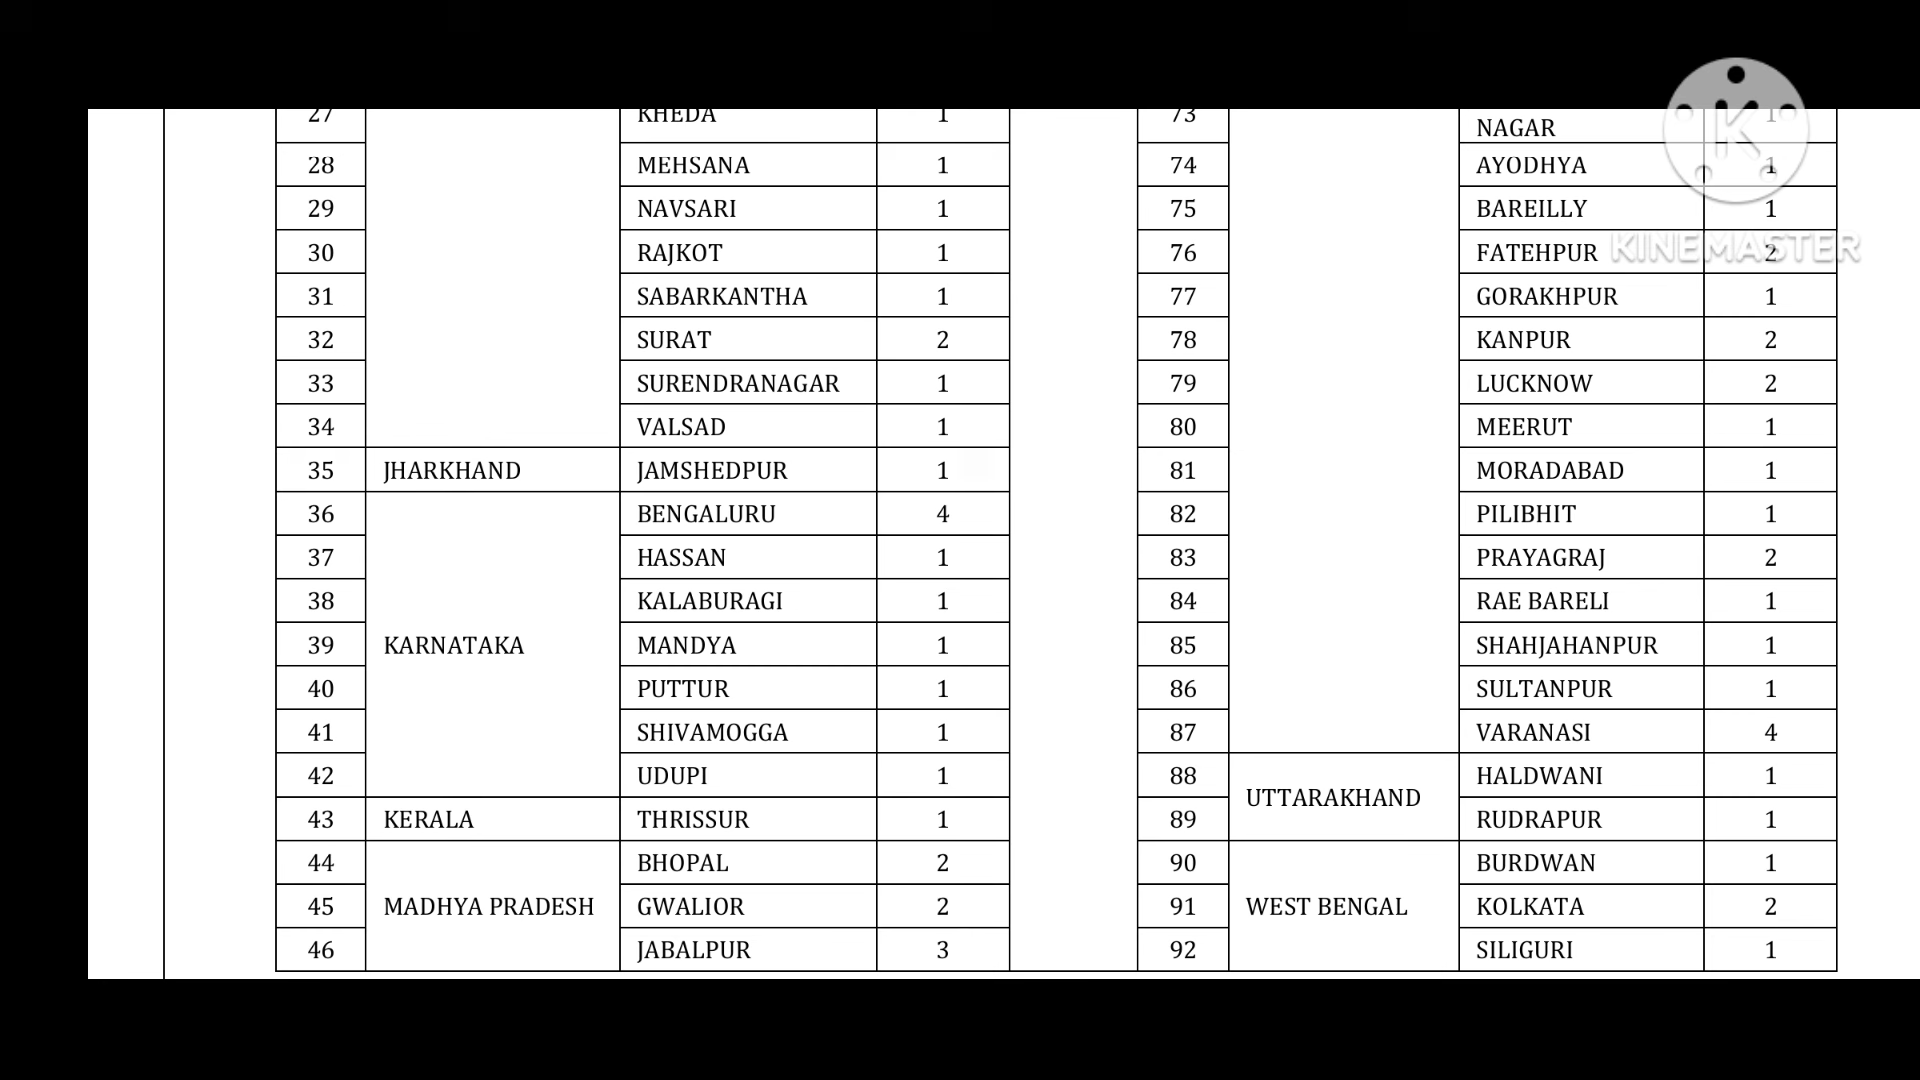 27 KHEDA 1 73 NAGAR 1
28 MEHSANA 1 74 AYODHYA 1
29 NAVSARI 1 75 BAREILLY 1
30 RAJKOT 1 76 FATEHPUR 2
KINEMASTER
31 SABARKANTHA 1 77 GORAKHPUR 1
32 SURAT 2 78 KANPUR 2
33 SURENDRANAGAR 1 79 LUCKNOW 2
34 VALSAD 1 80 MEERUT 1
35 JHARKHAND JAMSHEDPUR 1 81 MORADABAD 1
36 BENGALURU 4 82 PILIBHIT 1
37 HASSAN 1 83 PRAYAGRAJ 2
38 KALABURAGI 1 84 RAE BARELI 1
39 KARNATAKA MANDYA 1 85 SHAHJAHANPUR 1
40 PUTTUR 1 86 SULTANPUR 1
41 SHIVAMOGGA 1 87 VARANASI 4
42 UDUPI 1 88 UTTARAKHAND HALDWANI 1
43 KERALA THRISSUR 1 89 RUDRAPUR 1
44 BHOPAL 2 90 BURDWAN 1
45 MADHYA PRADESH GWALIOR 2 91 WEST BENGAL KOLKATA 2
46 JABALPUR 3 92 SILIGURI 1